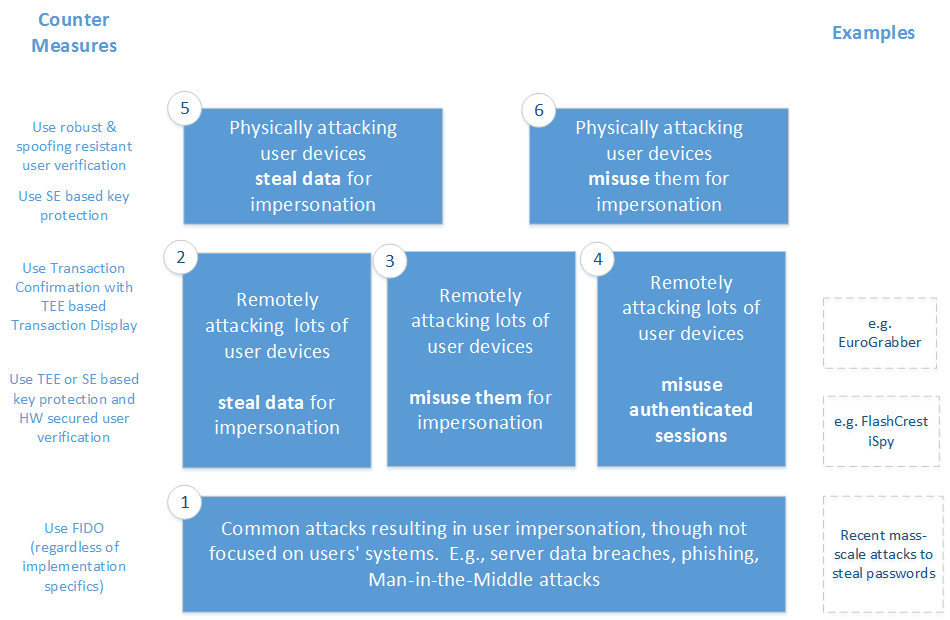 Counter
Measures
Examples
Use robust &
spoofing resistant
user verification
Use SE based key
protection
5
Physically attacking
user devices
steal data for
impersonation
6
Physically attacking
user devices
misuse them for
impersonation
Use Transaction
Confirmation with
TEE based
Transaction Display
Use TEE or SE based
key protection and
HW secured user
verification
2
Remotely
attacking lots of
user devices
steal data for
impersonation
3
Remotely
attacking lots of
user devices
misuse them for
impersonation
4
Remotely
attacking lots of
user devices
misuse
authenticated
sessions
e.g.
EuroGrabber
e.g. FlashCrest
iSpy
Use FIDO
(regardless of
implementation
specifics)
1
Common attacks resulting in user impersonation, though not
focused on users' systems. E.g., server data breaches, phishing,
Man-in-the-Middle attacks
Recent mass-
scale attacks to
steal passwords